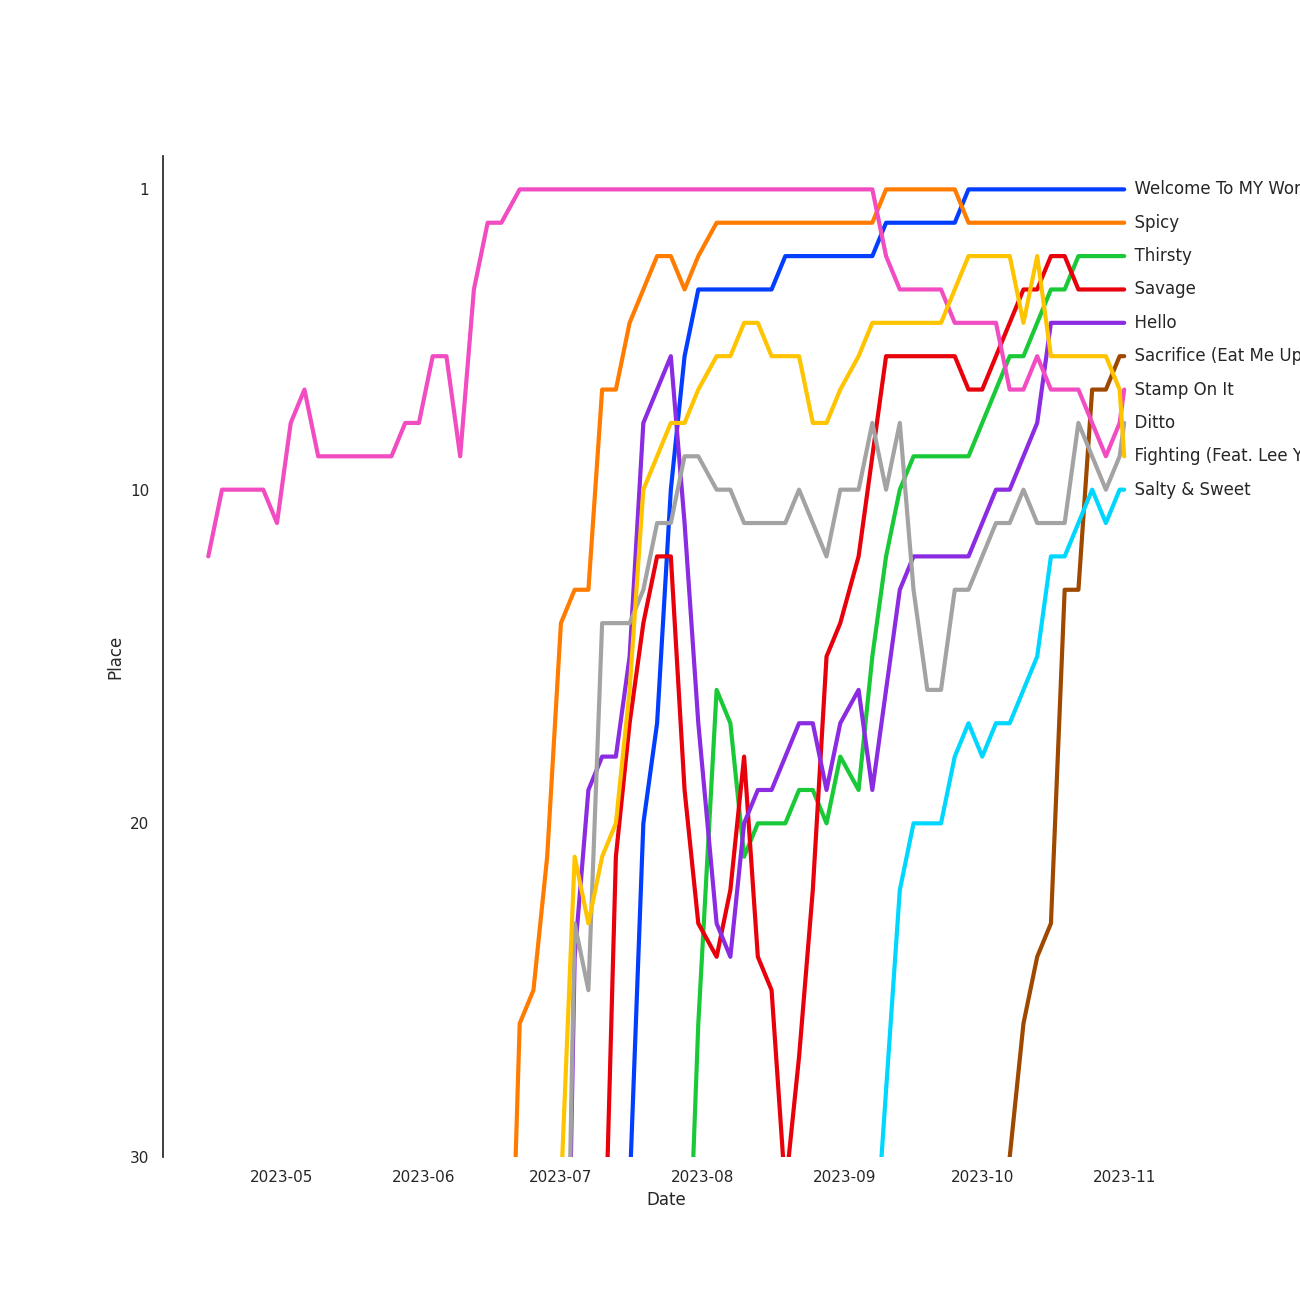 1
10
20
30
Place
2023-05
2023-06
2023-07
2023-08
2023-09
2023-10
2023-11
Date
Welcome To MY Wor
Spicy
Thirsty
Savage
Hello
Sacrifice (Eat Me Up
Stamp On It
Ditto
Fighting (Feat. Lee Y
Salty & Sweet